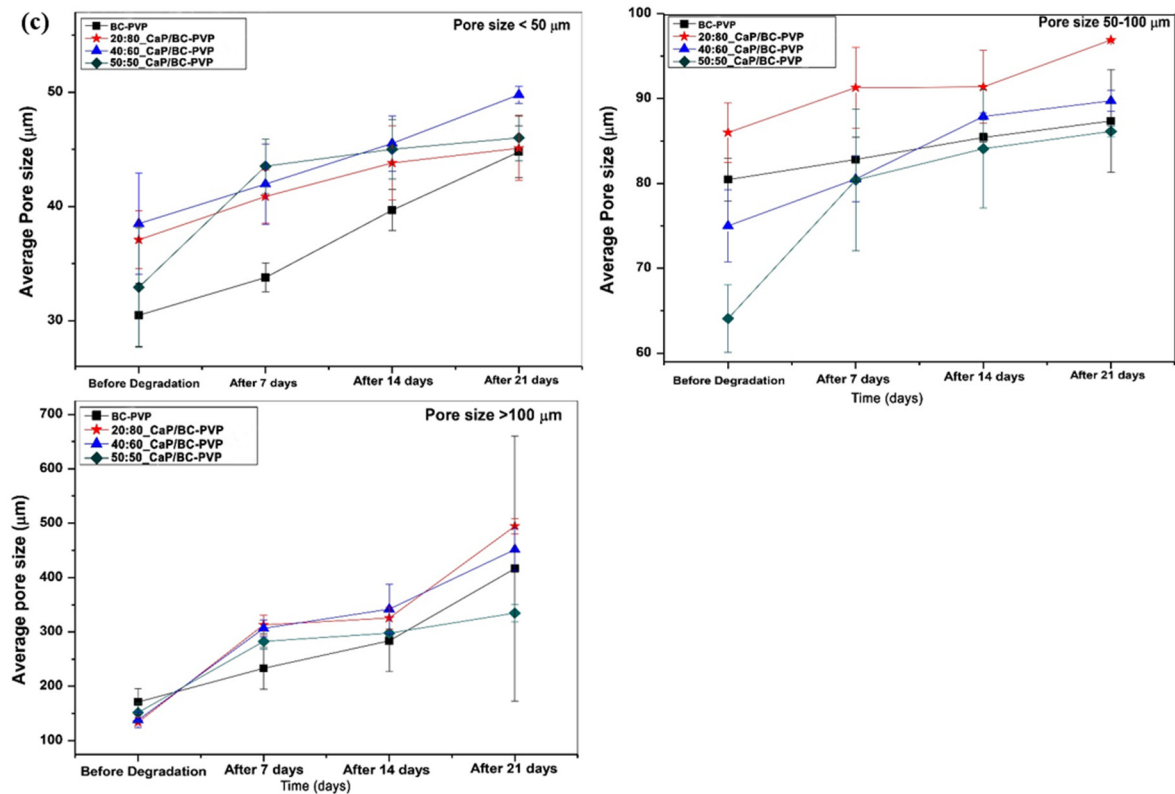 (c)
Pore size < 50 μm
BC-PVP
20:80_CaP/BC-PVP
40:60_CaP/BC-PVP
50:50_CaP/BC-PVP
Average Pore size (μm)
50
40
30
Before Degradation After 7 days After 14 days After 21 days
Pore size 50-100 μm
BC-PVP
20:80_CaP/BC-PVP
40:60_CaP/BC-PVP
50:50_CaP/BC-PVP
Average Pore size (μm)
100
90
80
70
60
Before Degradation After 7 days After 14 days After 21 days
Time (days)
Pore size >100 μm
BC-PVP
20:80_CaP/BC-PVP
40:60_CaP/BC-PVP
50:50_CaP/BC-PVP
Average pore size (μm)
700
600
500
400
300
200
100
Before Degradation After 7 days After 14 days After 21 days
Time (days)